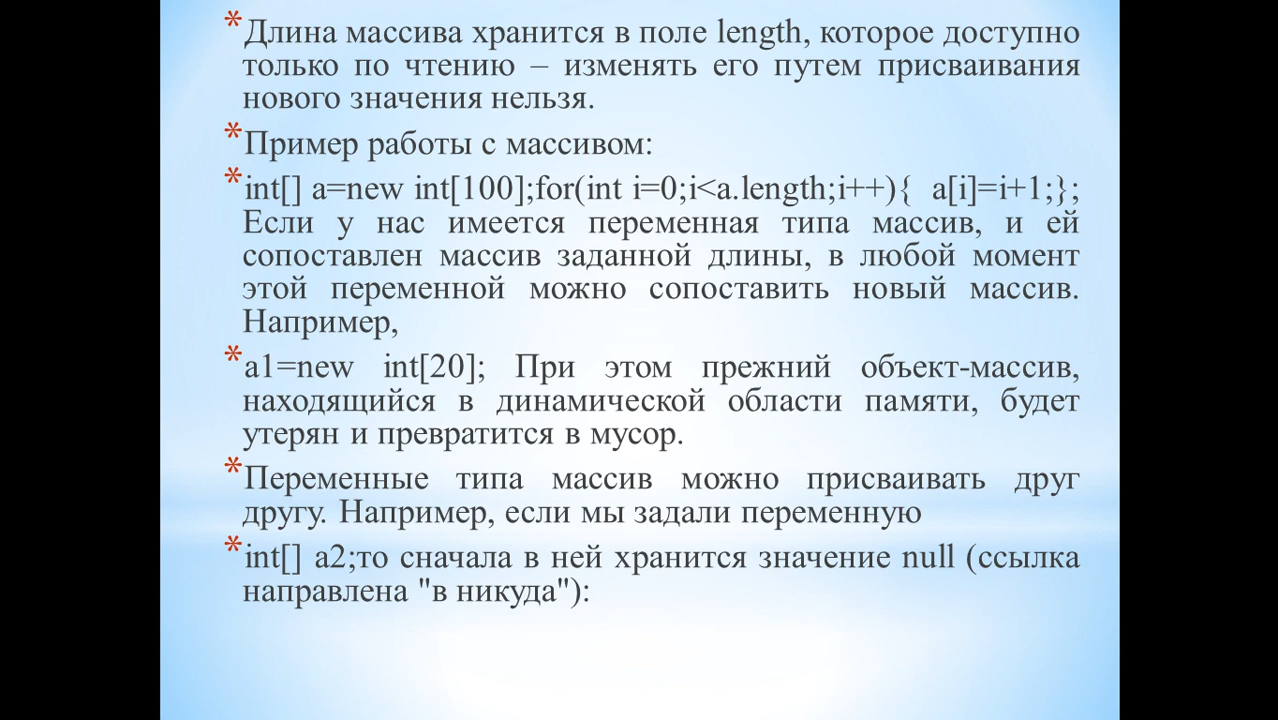 *Длина массива хранится в поле length, которое доступно
только по чтению – изменять его путем присваивания
нового значения нельзя.
*Пример работы с массивом:
*int[] a=new int[100];for(int i=0;i<a.length;i++){ a[i]=i+1;};
Если у нас имеется переменная типа массив, и ей
сопоставлен массив заданной длины, в любой момент
этой переменной можно сопоставить новый массив.
Например,
*a1=new int[20]; При этом прежний объект-массив,
находящийся в динамической области памяти, будет
утерян и превратится в мусор.
*Переменные типа массив можно присваивать друг
другу. Например, если мы задали переменную
*int[] a2;то сначала в ней хранится значение null (ссылка
направлена "в никуда"):